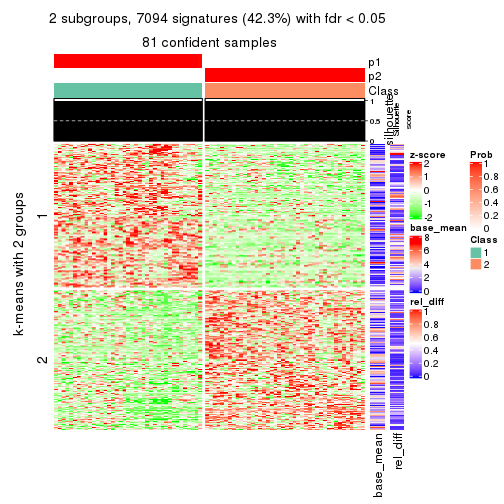 2 subgroups, 7094 signatures (42.3%) with fdr < 0.05
81 confident samples
p1
p2
Class
1
0.5
0
silhouette
Silhouette
score
k-means with 2 groups
1
2
base_mean
rel_diff
z-score
2
1
0
-1
-2
base_mean
8
6
4
2
0
rel_diff
1
0.8
0.6
0.4
0.2
0
Prob
1
0.8
0.6
0.4
0.2
0
Class
1
2